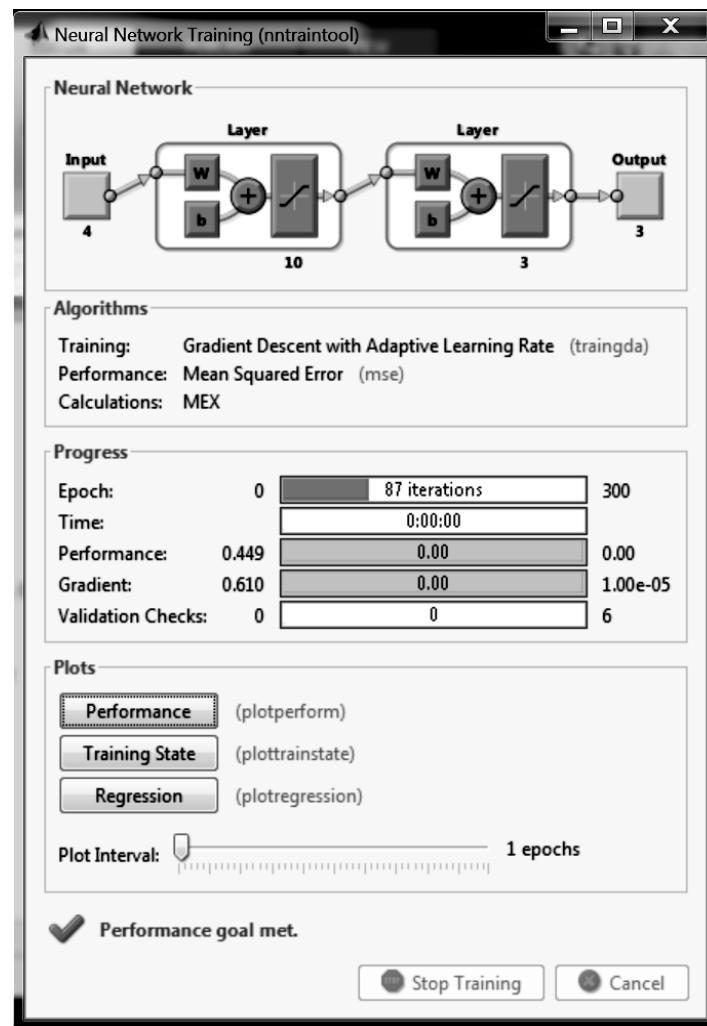 Neural Network Training (nntraintool)
Neural Network
Layer Layer
Input Output
W W
b b
4 3
10 3
Algorithms
Training: Gradient Descent with Adaptive Learning Rate (traingda)
Performance: Mean Squared Error (mse)
Calculations: MEX
Progress
Epoch: 0 87 iterations 300
Time: 0:00:00
Performance: 0.449 0.00 0.00
Gradient: 0.610 0.00 1.00e-05
Validation Checks: 0 0 6
Plots
Performance (plotperform)
Training State (plottrainstate)
Regression (plotregression)
Plot Interval: 1 epochs
Performance goal met.
Stop Training Cancel